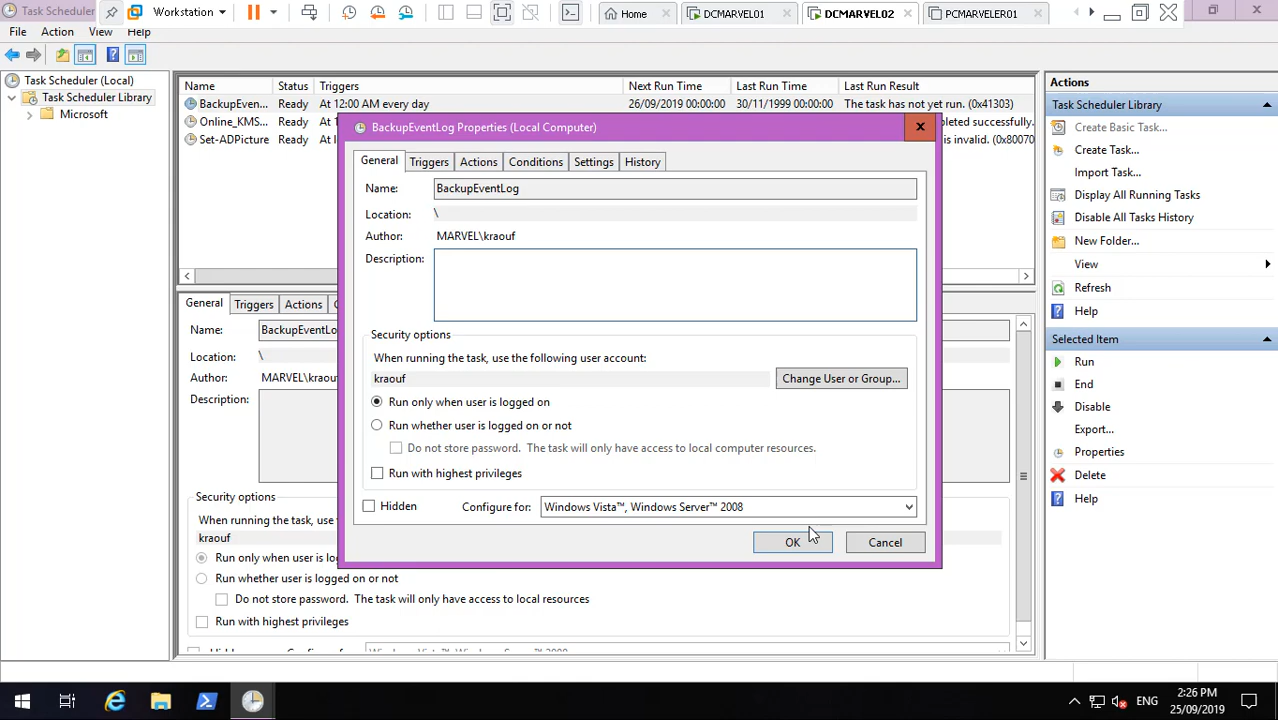 Task Scheduler
Workstation
Home
DCMARVEL01
DCMARVEL02
PCMARVELER01
File Action View Help
Task Scheduler (Local)
Task Scheduler Library
Microsoft
Name Status Triggers Next Run Time Last Run Time Last Run Result
BackupEven... Ready At 12:00 AM every day 26/09/2019 00:00:00 30/11/1999 00:00:00 The task has not yet run. (0x41303)
Online_KMS... Ready At 1 pleted successfully.
Set-ADPicture Ready At l is invalid. (0x80070
BackupEventLog Properties (Local Computer)
General Triggers Actions Conditions Settings History
Name: BackupEventLog
Location: \
Author: MARVEL\kraouf
Description:
Security options
When running the task, use the following user account:
kraouf
Change User or Group...
Run only when user is logged on
Run whether user is logged on or not
Do not store password. The task will only have access to local computer resources.
Run with highest privileges
Hidden Configure for: Windows Vista™, Windows Server™ 2008
OK Cancel
General Triggers Actions
Name: BackupEventLo
Location: \
Author: MARVEL\kraou
Description:
Security options
When running the task, use t
kraouf
Run only when user is lo
Run whether user is logged on or not
Do not store password. The task will only have access to local resources
Run with highest privileges
Actions
Task Scheduler Library
Create Basic Task...
Create Task...
Import Task...
Display All Running Tasks
Disable All Tasks History
New Folder...
View
Refresh
Help
Selected Item
Run
End
Disable
Export...
Properties
Delete
Help
ENG
2:26 PM
25/09/2019